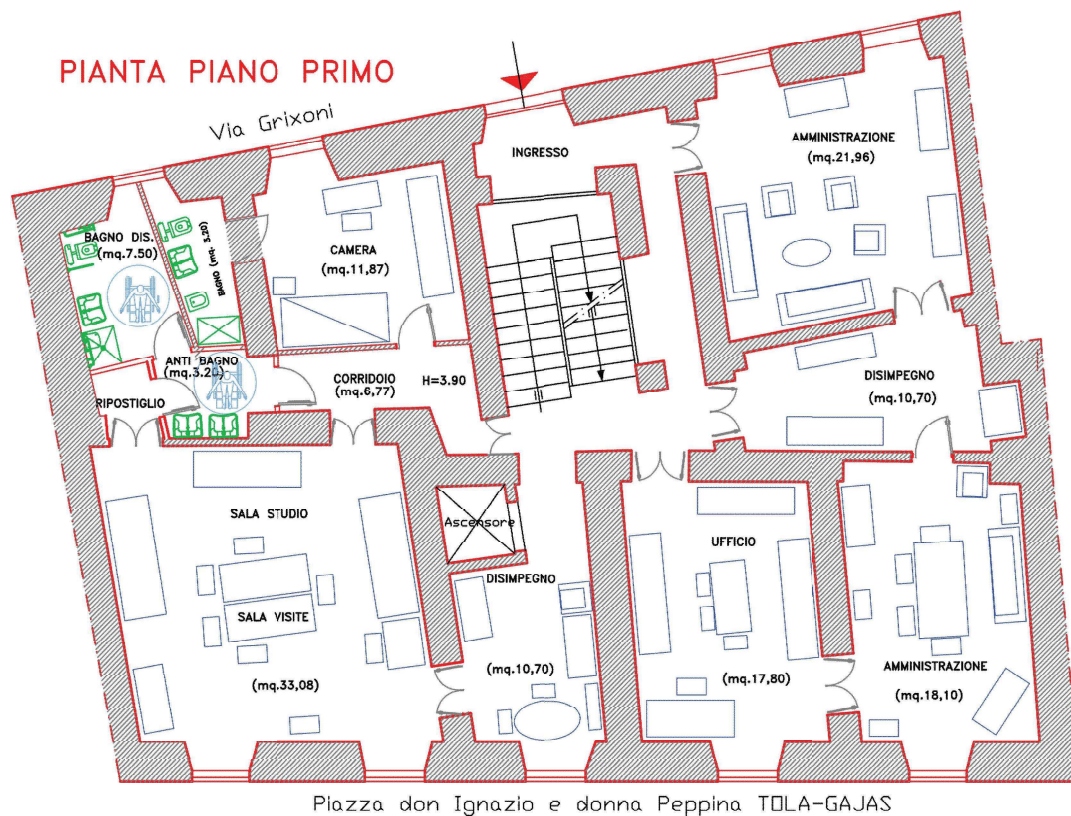 PIANTA PIANO PRIMO
Via Grixoni
INGRESSO
AMMINISTRAZIONE
(mq.21,96)
BAGNO DIS.
(mq.7.50)
BAGNO (mq. 5.20)
CAMERA
(mq.11,87)
ANTI BAGNO
(mq.3.20)
CORRIDOIO
(mq.6,77)
H=3.90
DISIMPEGNO
(mq.10,70)
RIPOSTIGLIO
SALA STUDIO
Ascensore
UFFICIO
DISIMPEGNO
SALA VISITE
(mq.33,08)
(mq.10,70)
(mq.17,80)
AMMINISTRAZIONE
(mq.18,10)
Piazza don Ignazio e donna Peppina TOLA-GAJAS